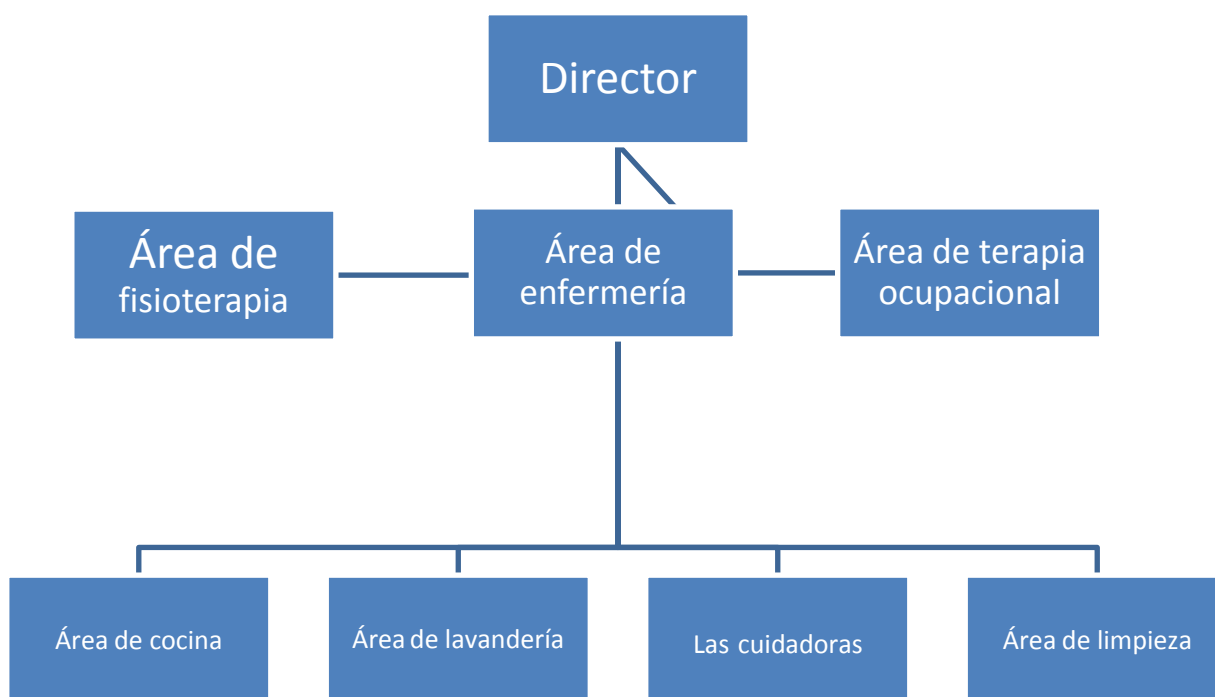 Director
Área de
fisioterapia
Área de
enfermería
Área de terapia
ocupacional
Área de cocina
Área de lavandería
Las cuidadoras
Área de limpieza